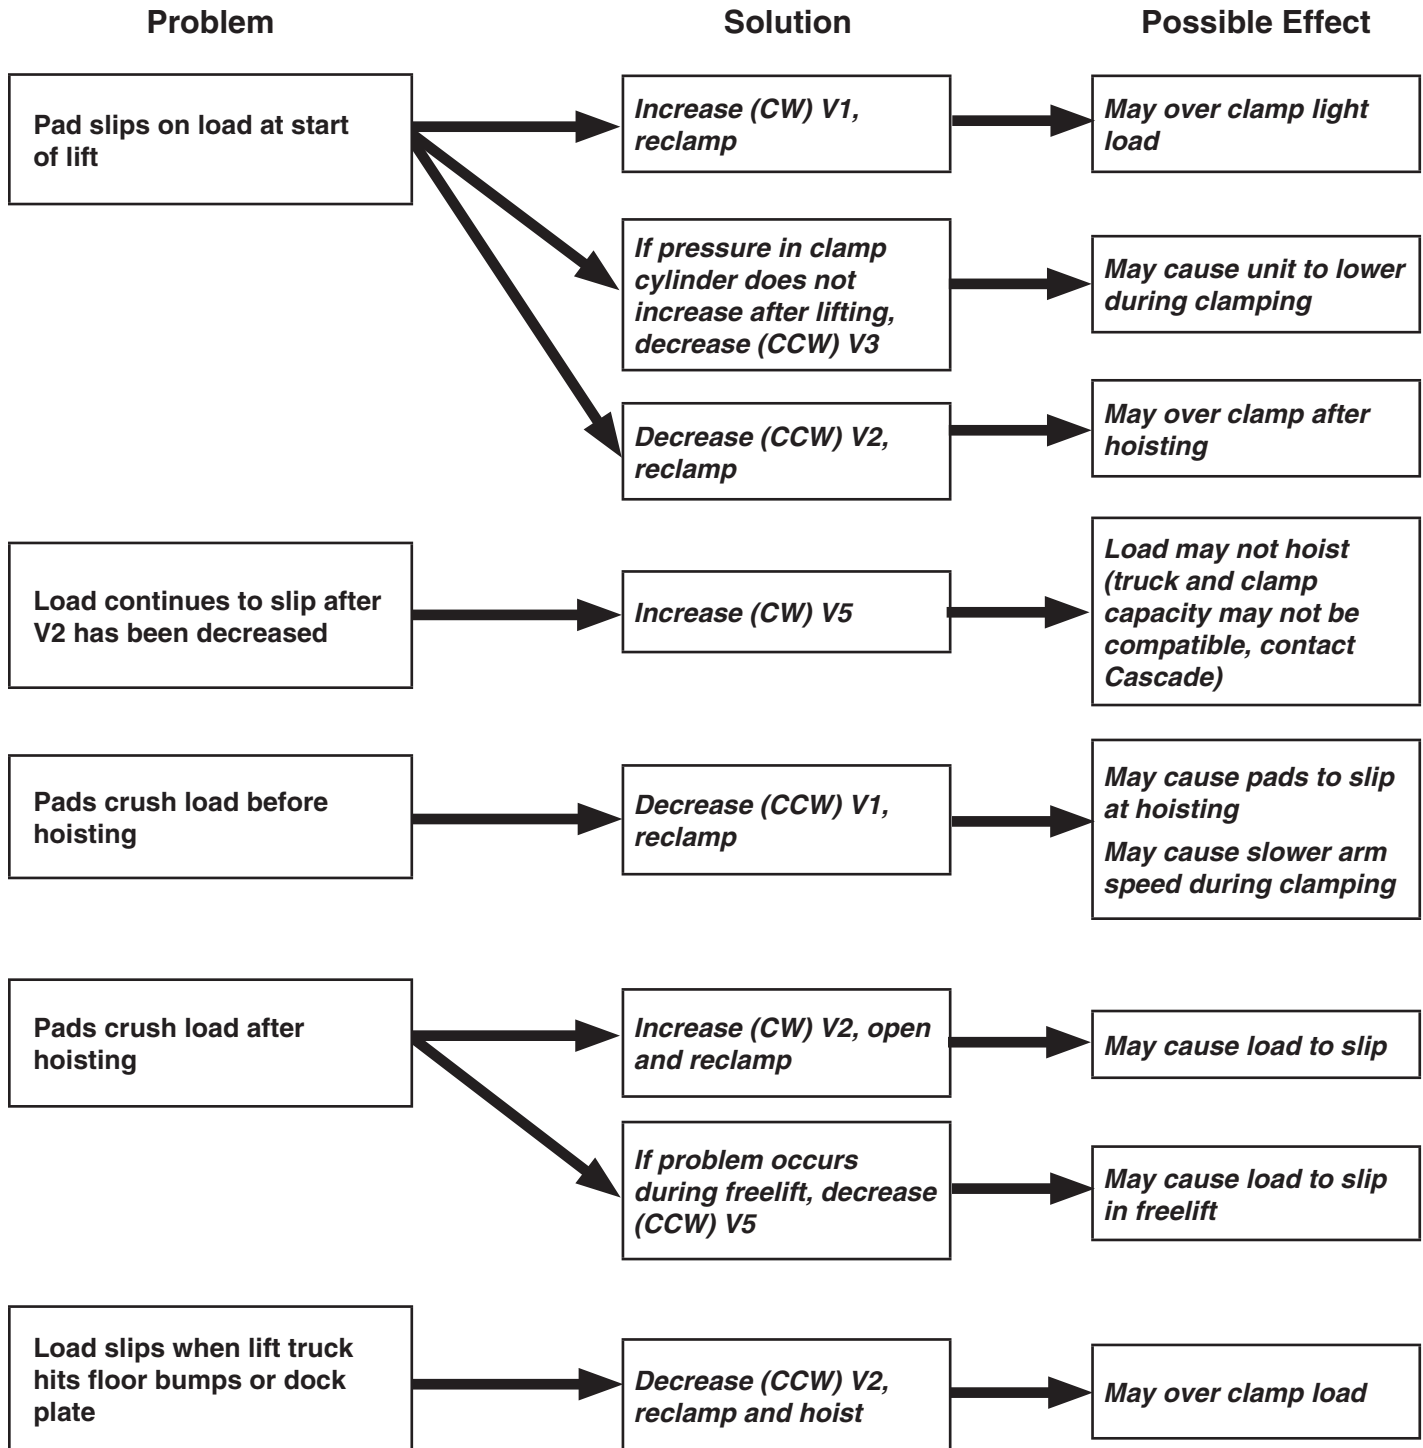 Problem
Solution
Possible Effect
Pad slips on load at start
of lift
Increase (CW) V1,
reclamp
May over clamp light
load
If pressure in clamp
cylinder does not
increase after lifting,
decrease (CCW) V3
May cause unit to lower
during clamping
Decrease (CCW) V2,
reclamp
May over clamp after
hoisting
Load continues to slip after
V2 has been decreased
Increase (CW) V5
Load may not hoist
(truck and clamp
capacity may not be
compatible, contact
Cascade)
Pads crush load before
hoisting
Decrease (CCW) V1,
reclamp
May cause pads to slip
at hoisting
May cause slower arm
speed during clamping
Pads crush load after
hoisting
Increase (CW) V2, open
and reclamp
May cause load to slip
If problem occurs
during freelift, decrease
(CCW) V5
May cause load to slip
in freelift
Load slips when lift truck
hits floor bumps or dock
plate
Decrease (CCW) V2,
reclamp and hoist
May over clamp load